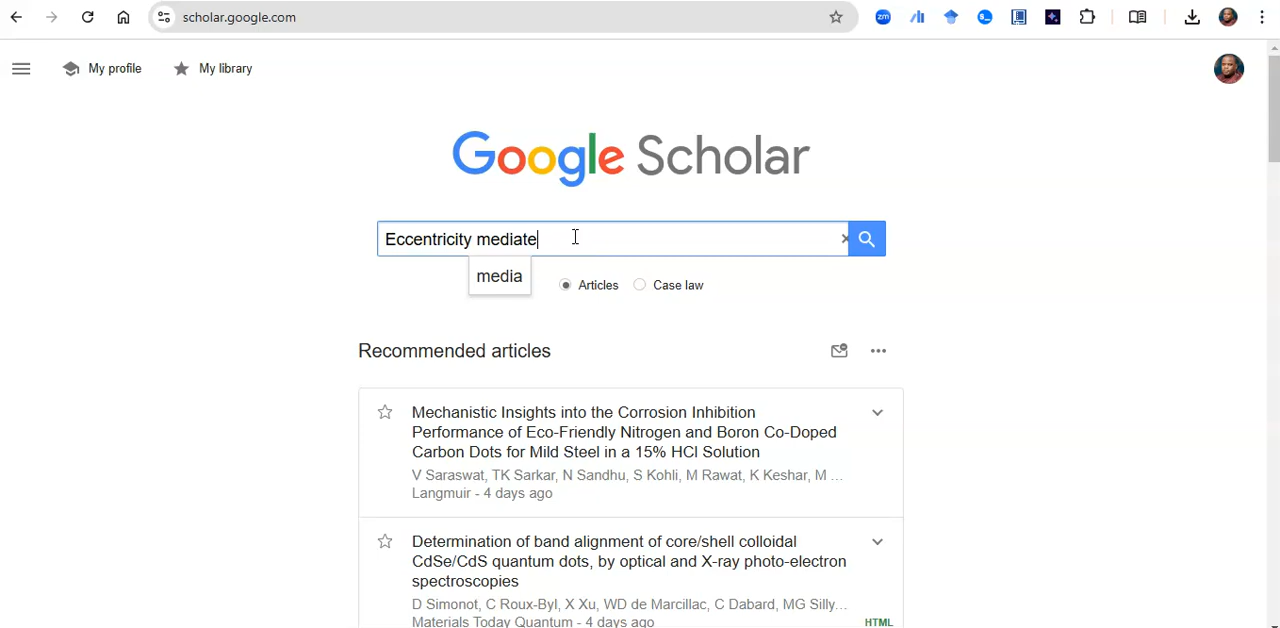 scholar.google.com
zm
My profile
My library
Google Scholar
Eccentricity mediate
media
Articles
Case law
Recommended articles
Mechanistic Insights into the Corrosion Inhibition
Performance of Eco-Friendly Nitrogen and Boron Co-Doped
Carbon Dots for Mild Steel in a 15% HCl Solution
V Saraswat, TK Sarkar, N Sandhu, S Kohli, M Rawat, K Keshar, M ...
Langmuir - 4 days ago
Determination of band alignment of core/shell colloidal
CdSe/CdS quantum dots, by optical and X-ray photo-electron
spectroscopies
D Simonot, C Roux-Byl, X Xu, WD de Marcillac, C Dabard, MG Silly...
Materials Today Quantum - 4 days ago
HTML